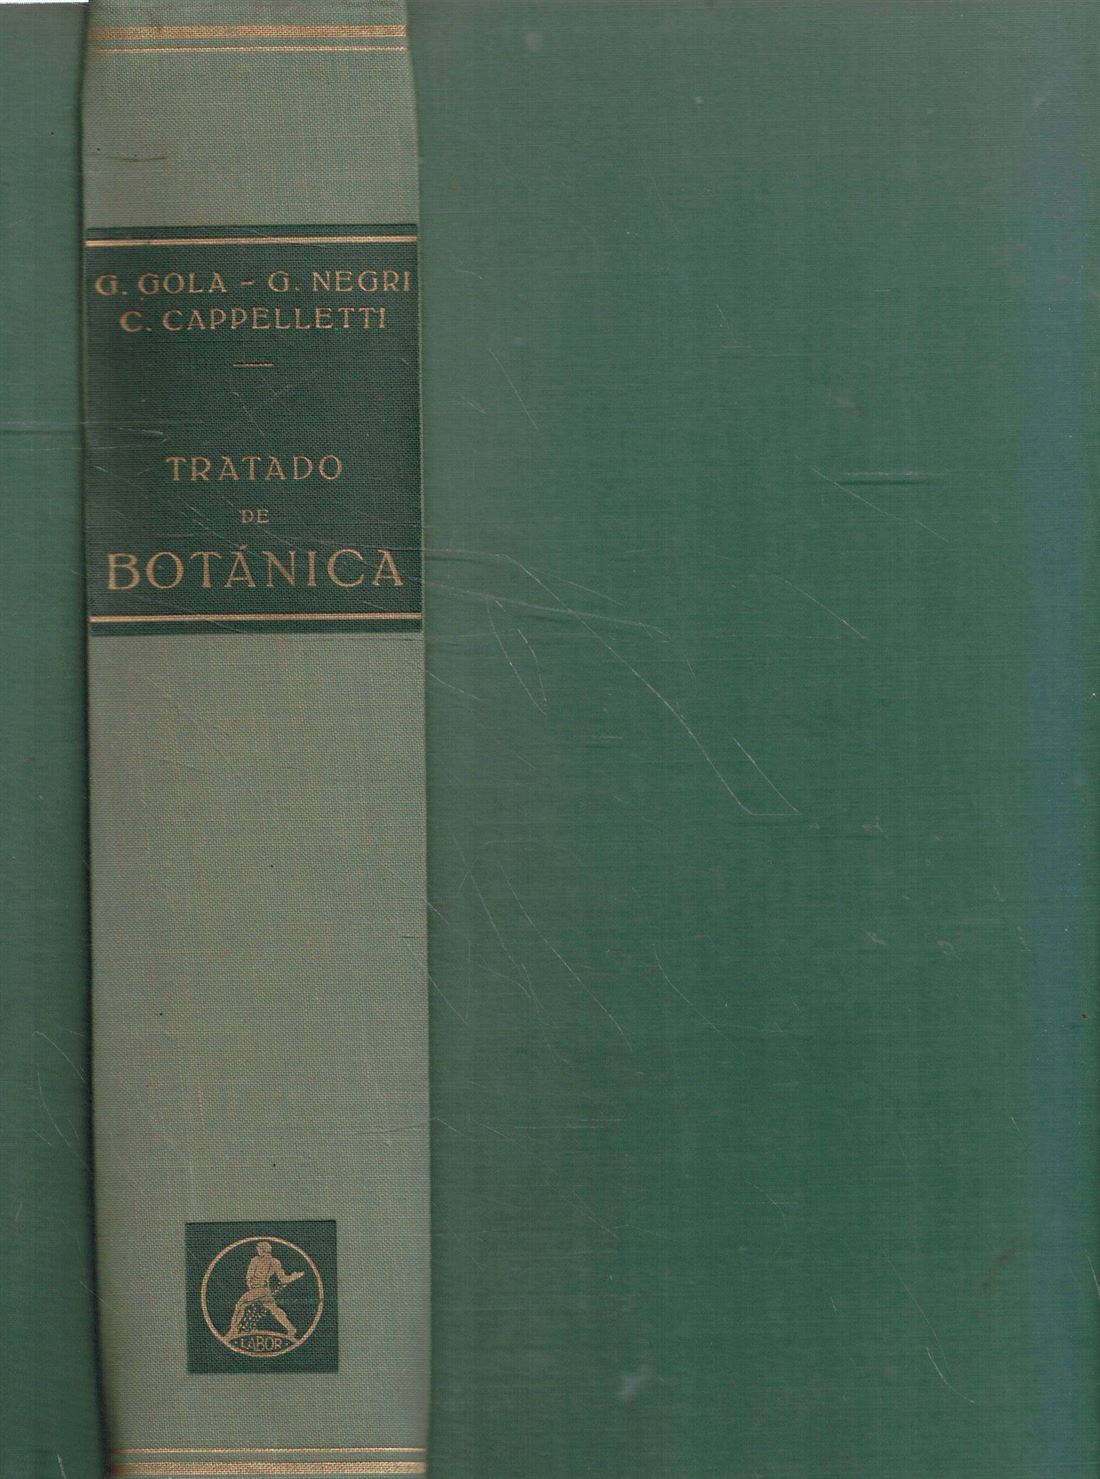 G. GOLA - G. NEGRI
C. CAPPELLETTI
TRATADO
DE
BOTÁNICA
LABOR